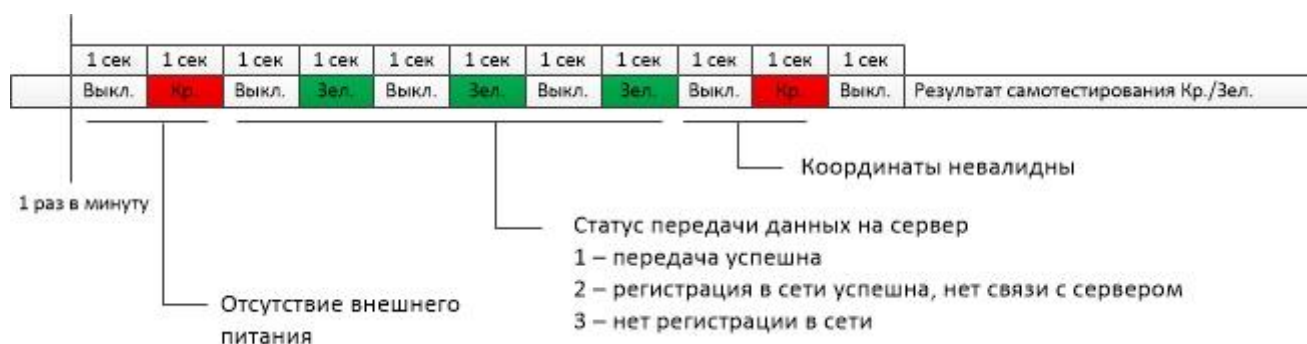 1 сек 1 сек 1 сек 1 сек 1 сек 1 сек 1 сек 1 сек 1 сек 1 сек 1 сек
Выкл. Кр. Выкл. Зел. Выкл. Зел. Выкл. Зел. Выкл. Кр. Выкл. Результат самотестирования Кр./Зел.
Координаты невалидны
1 раз в минуту
Статус передачи данных на сервер
1 – передача успешна
2 – регистрация в сети успешна, нет связи с сервером
3 – нет регистрации в сети
Отсутствие внешнего
питания